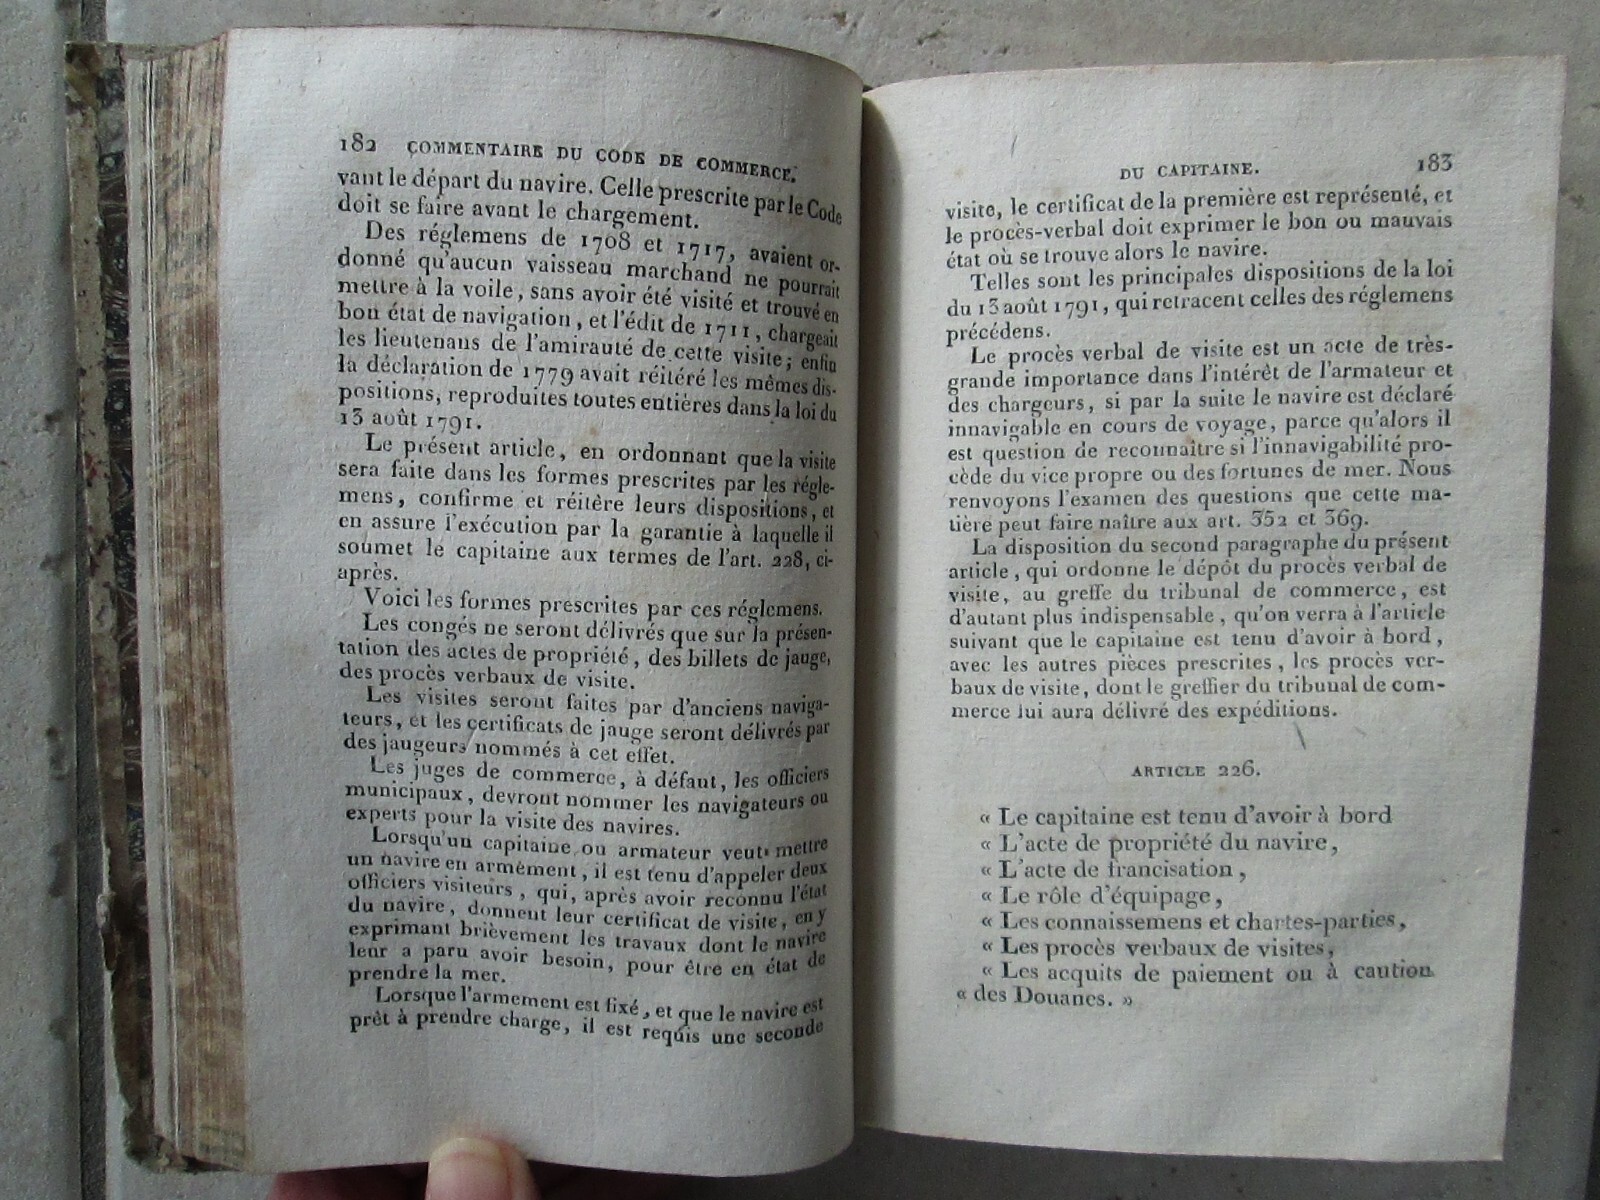 182 COMMENTAIRE DU CODE DE COMMERCE.
vant le départ du navire. Celle prescrite par le Code
doit se faire avant le chargement.
Des réglemens de 1708 et 1717, avaient or-
donné qu'aucun vaisseau marchand ne pourrait
mettre à la voile, sans avoir été visité et trouvé en
bon état de navigation, et l'édit de 1711, chargeait
les lieutenans de l'amirauté de cette visite; enfin
la déclaration de 1779 avait réitéré les mêmes dis-
positions, reproduites toutes entières dans la loi du
13 août 1791.
Le présent article, en ordonnant que la visite
sera faite dans les formes prescrites par les régle-
mens, confirme et réitère leurs dispositions, et
en assure l'exécution par la garantie à laquelle il
soumet le capitaine aux termes de l'art. 228, ci-
après.
Voici les formes prescrites par ces réglemens.
Les congés ne seront délivrés que sur la présen-
tation des actes de propriété, des billets de jauge,
des procès verbaux de visite.
Les visites seront faites par d'anciens naviga-
teurs, et les certificats de jauge seront délivrés par
des jaugeurs nommés à cet effet.
Les juges de commerce, à défant, les officiers
municipaux, devront nommer les navigateurs ou
experts pour la visite des navires.
Lorsqu'un capitaine ou armateur veut mettre
un navire en armement, il est tenu d'appeler deux
officiers visiteurs, qui, après avoir reconnu l'état
du navire, donnent leur certificat de visite, en y
exprimant brièvement les travaux dont le navire
leur a paru avoir besoin, pour être en état de
prendre la mer.
Lorsque l'armement est fixé, et que le navire est
prêt à prendre charge, il est requis une seconde
DU CAPITAINE. 183
visite, le certificat de la première est représenté, et
le procès-verbal doit exprimer le bon ou mauvais
état où se trouve alors le navire.
Telles sont les principales dispositions de la loi
du 13 août 1791, qui retracent celles des réglemens
précédens.
Le procès verbal de visite est un acte de très-
grande importance dans l'intérêt de l'armateur et
des chargeurs, si par la suite le navire est déclaré
innavigable en cours de voyage, parce qu'alors il
est question de reconnaître si l'innavigabilité pro-
cède du vice propre ou des fortunes de mer. Nous
renvoyons l'examen des questions que cette ma-
tière peut faire naître aux art. 352 et 369.
La disposition du second paragraphe du présent
article, qui ordonne le dépôt du procès verbal de
visite, au greffe du tribunal de commerce, est
d'autant plus indispensable, qu'on verra à l'article
suivant que le capitaine est tenu d'avoir à bord,
avec les autres pièces prescrites, les procès ver-
baux de visite, dont le greffier du tribunal de com-
merce lui aura délivré des expéditions.
ARTICLE 226.
« Le capitaine est tenu d'avoir à bord
« L'acte de propriété du navire,
« L'acte de francisation,
« Le rôle d'équipage,
« Les connaissemens et chartes-parties,
« Les procès verbaux de visites,
« Les acquits de paiement ou à caution
« des Douanes. »